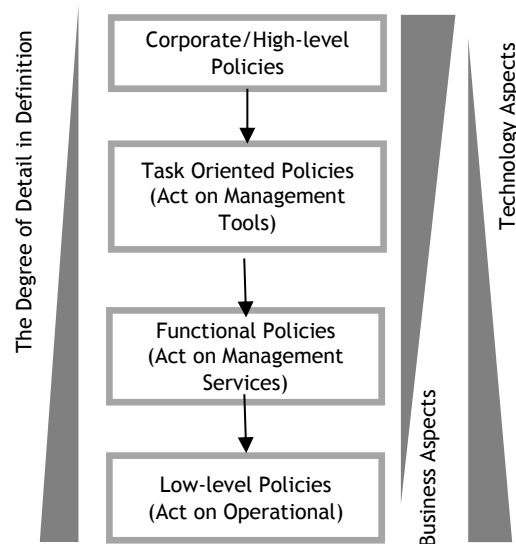 The Degree of Detail in Definition
Corporate/High-level
Policies
Task Oriented Policies
(Act on Management
Tools)
Functional Policies
(Act on Management
Services)
Low-level Policies
(Act on Operational)
Business Aspects
Technology Aspects